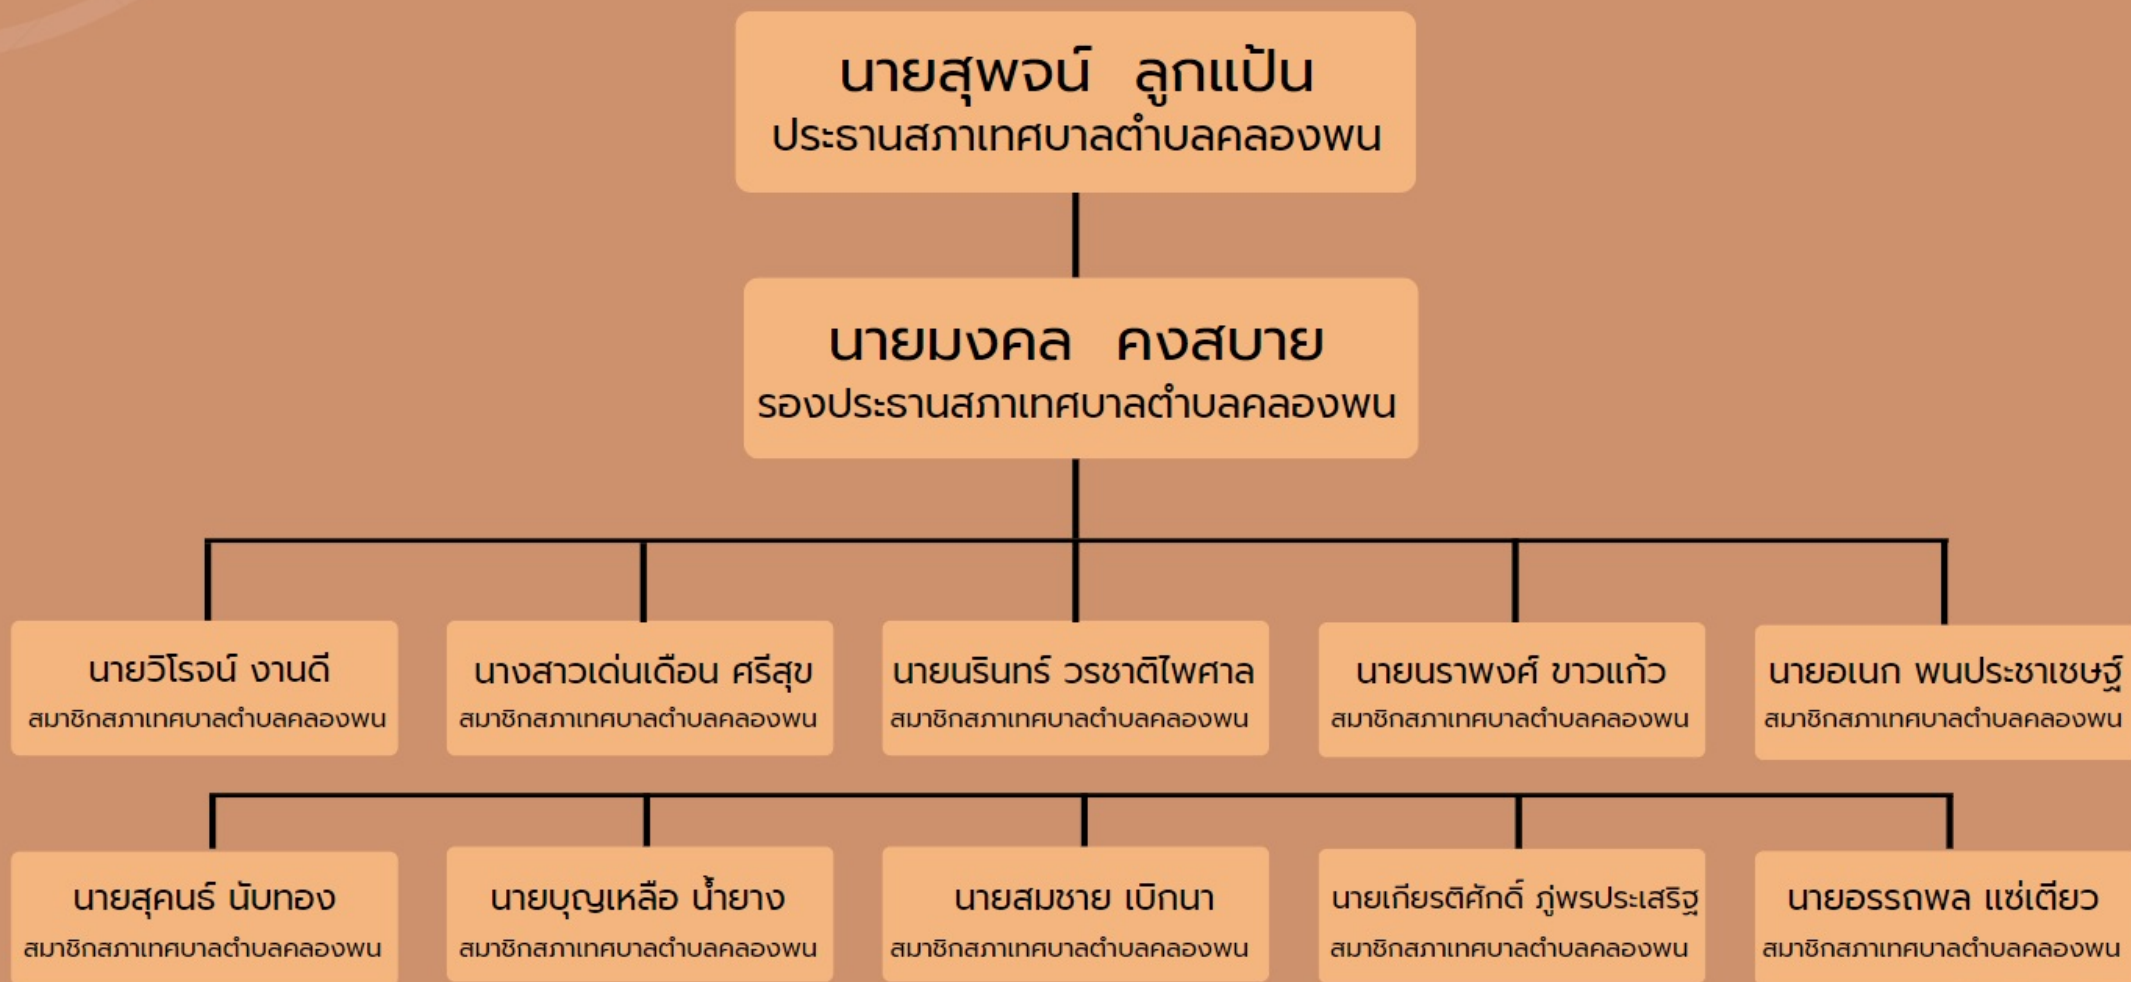 นายสุพจน์ ลูกแป้น
ประธานสภาเทศบาลตำบลคลองพน
นายมงคล คงสบาย
รองประธานสภาเทศบาลตำบลคลองพน
นายวิโรจน์ งานดี
สมาชิกสภาเทศบาลตำบลคลองพน
นางสาวเด่นเดือน ศรีสุข
สมาชิกสภาเทศบาลตำบลคลองพน
นายนรินทร์ วรชาติไพศาล
สมาชิกสภาเทศบาลตำบลคลองพน
นายนราพงศ์ ขาวแก้ว
สมาชิกสภาเทศบาลตำบลคลองพน
นายอเนก พนประชาเชษฐ์
สมาชิกสภาเทศบาลตำบลคลองพน
นายสุคนธ์ นับทอง
สมาชิกสภาเทศบาลตำบลคลองพน
นายบุญเหลือ น้ำยาง
สมาชิกสภาเทศบาลตำบลคลองพน
นายสมชาย เบิกนา
สมาชิกสภาเทศบาลตำบลคลองพน
นายเกียรติศักดิ์ ภู่พรประเสริฐ
สมาชิกสภาเทศบาลตำบลคลองพน
นายอรรถพล แซ่เตียว
สมาชิกสภาเทศบาลตำบลคลองพน